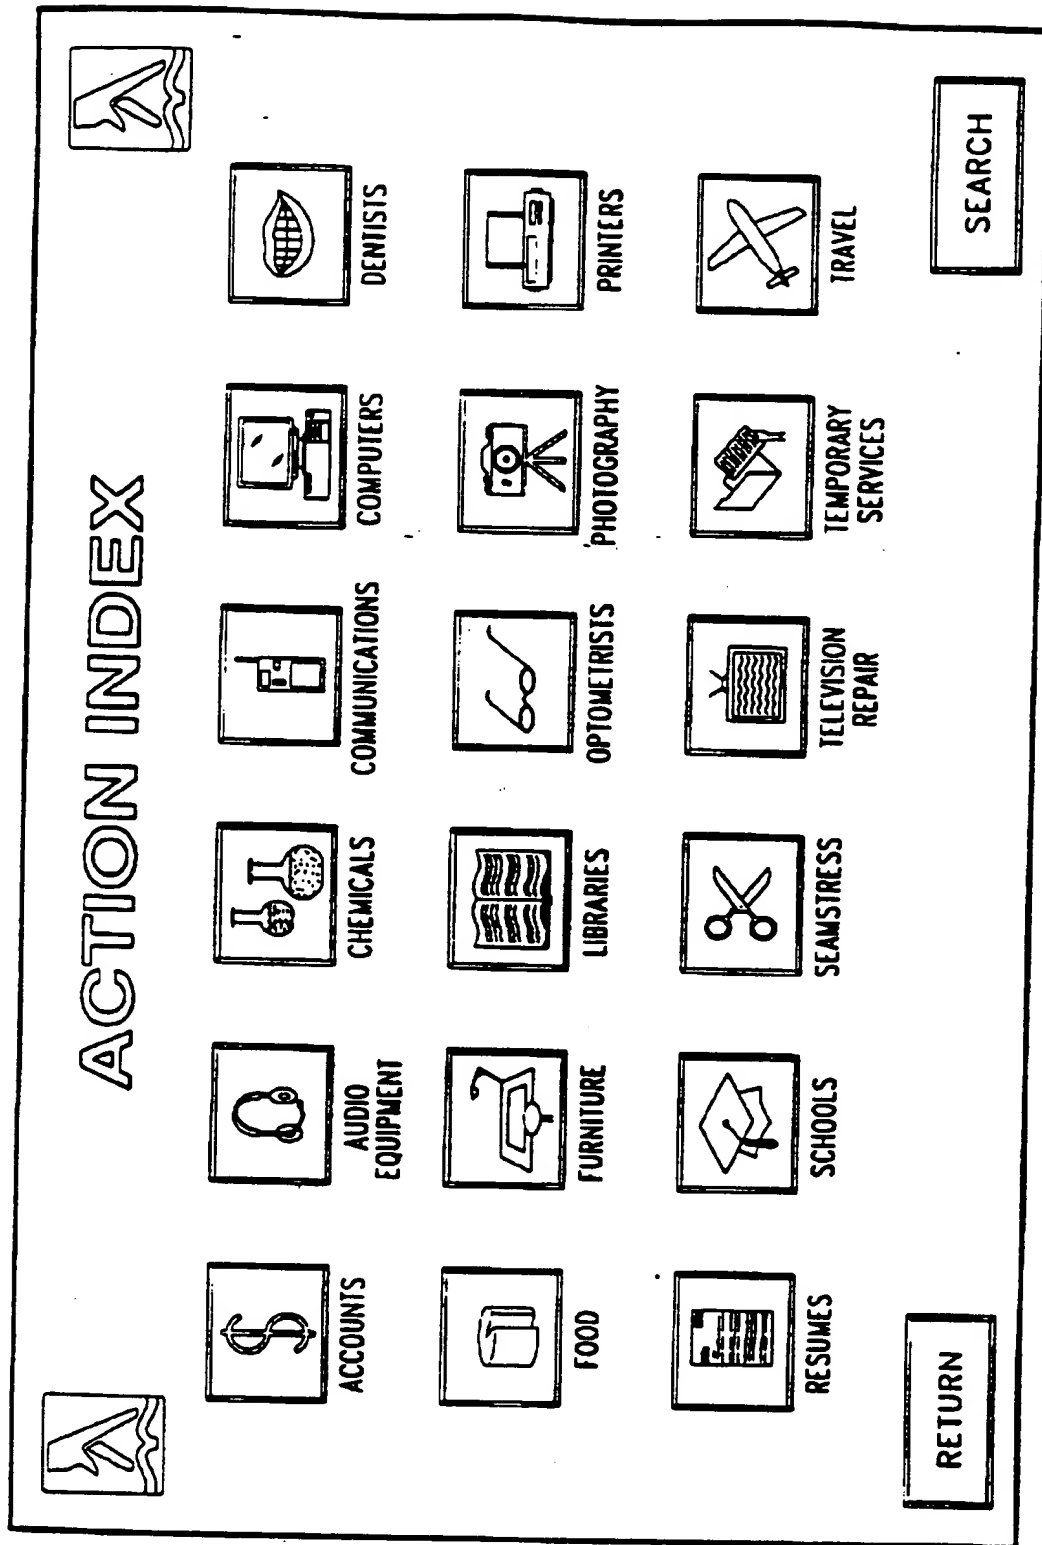 ACTION INDEX
ACCOUNTS
AUDIO
EQUIPMENT
CHEMICALS
COMMUNICATIONS
COMPUTERS
DENTISTS
FOOD
FURNITURE
LIBRARIES
OPTOMETRISTS
PHOTOGRAPHY
PRINTERS
RESUMES
SCHOOLS
SEAMSTRESS
TELEVISION
REPAIR
TEMPORARY
SERVICES
TRAVEL
RETURN
SEARCH